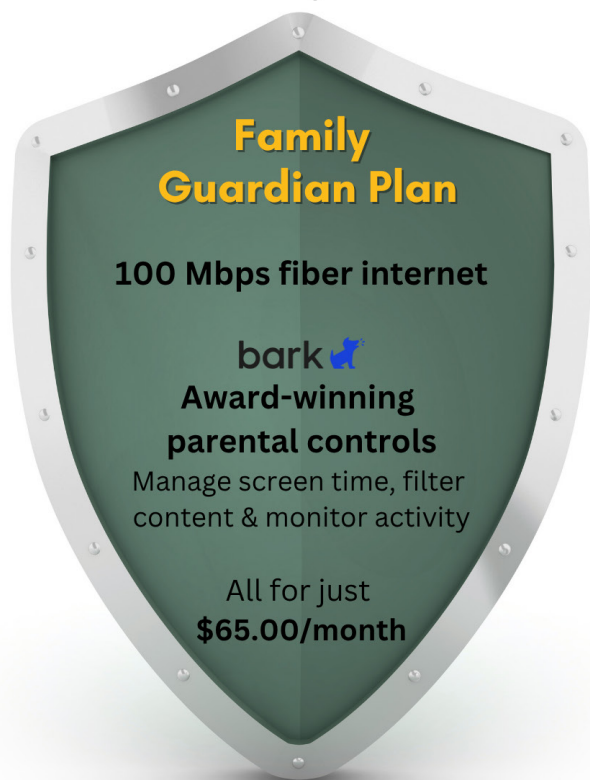 Family
Guardian Plan
100 Mbps fiber internet
bark
Award-winning
parental controls
Manage screen time, filter
content & monitor activity
All for just
$65.00/month